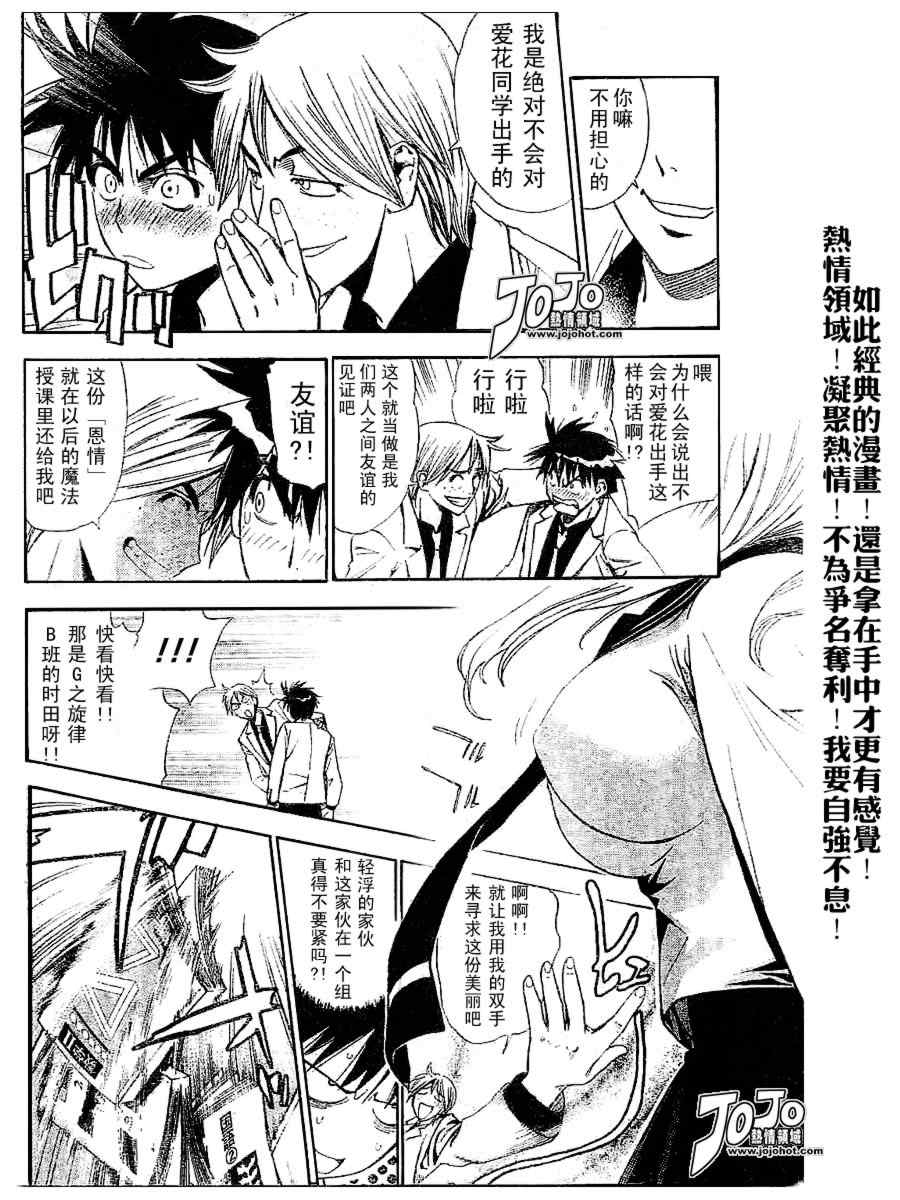 你嘛
不用担心的
我是绝对不会对
爱花同学出手的
ビクッ
JOJO
熱情領域
www.jojohot.com
喂
为什么会说出不
会对爱花出手这
样的话啊!?
行啦
行啦
这个就当做是我
们两人之间友谊的
见证吧
友谊?!
这份「恩情」
就在以后的魔法
授课里还给我吧
!!!
快看快看!!
那是G之旋律
B班的时田呀!!
啊啊!!
就让我用我的双手
来寻求这份美丽吧
轻浮的家伙
和这家伙在一个组
真得不要紧吗?!
国語②
JOJO
熱情領域
www.jojohot.com
如此經典的漫畫！還是拿在手中才更有感覺！
熱情領域！凝聚熱情！不為爭名奪利！我要自強不息！